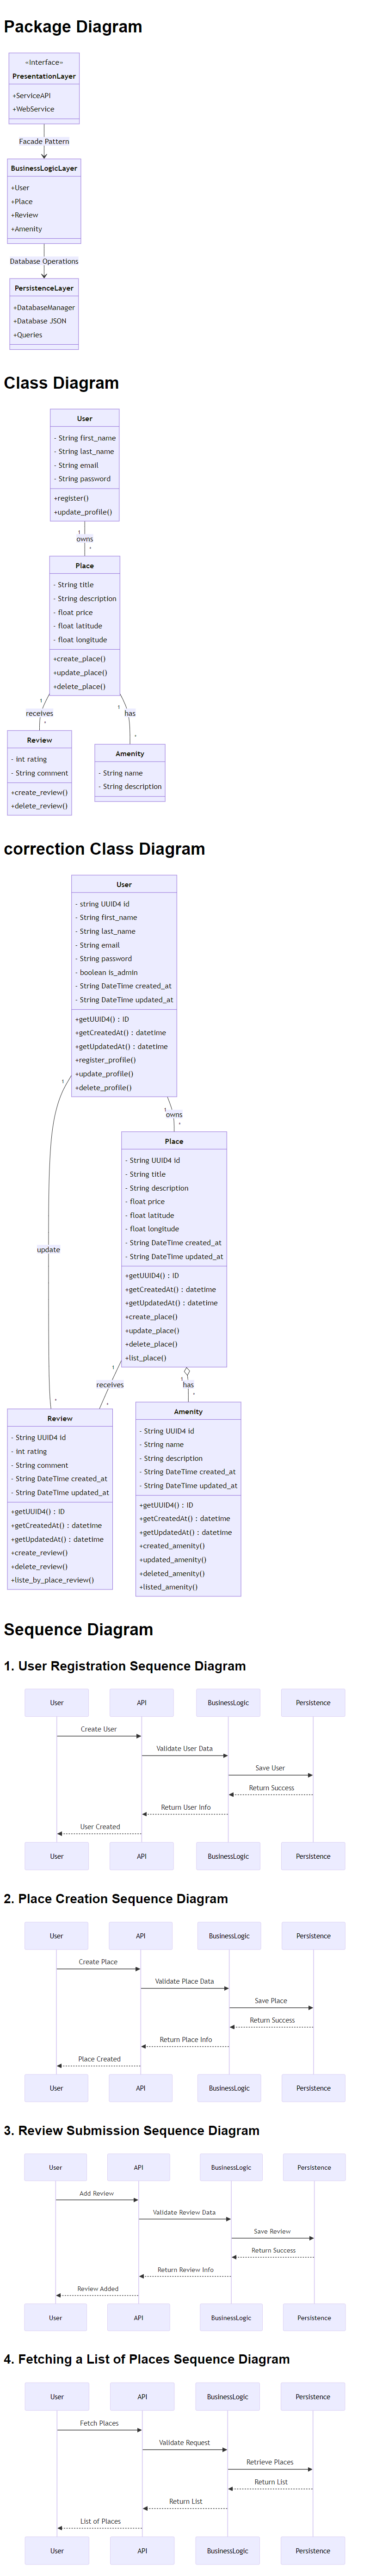 Package Diagram
«Interface»
PresentationLayer
+ServiceAPI
+WebService
Facade Pattern
BusinessLogicLayer
+User
+Place
+Review
+Amenity
Database Operations
PersistenceLayer
+DatabaseManager
+Database JSON
+Queries
Class Diagram
User
- String first_name
- String last_name
- String email
- String password
+register()
+update_profile()
1
owns
*
Place
- String title
- String description
- float price
- float latitude
- float longitude
+create_place()
+update_place()
+delete_place()
1 1
receives has
* *
Review
- int rating
- String comment
+create_review()
+delete_review()
Amenity
- String name
- String description
correction Class Diagram
User
- string UUID4 id
- String first_name
- String last_name
- String email
- String password
- boolean is_admin
- String DateTime created_at
- String DateTime updated_at
+getUUID4() : ID
+getCreatedAt() : datetime
+getUpdatedAt() : datetime
+register_profile()
+update_profile()
+delete_profile()
1 1
owns
*
Place
- String UUID4 id
- String title
- String description
- float price
- float latitude
- float longitude
- String DateTime created_at
- String DateTime updated_at
+getUUID4() : ID
+getCreatedAt() : datetime
+getUpdatedAt() : datetime
+create_place()
+update_place()
+delete_place()
+list_place()
update
1 1
receives has
* * *
Review
- String UUID4 id
- int rating
- String comment
- String DateTime created_at
- String DateTime updated_at
+getUUID4() : ID
+getCreatedAt() : datetime
+getUpdatedAt() : datetime
+create_review()
+delete_review()
+liste_by_place_review()
Amenity
- String UUID4 id
- String name
- String description
- String DateTime created_at
- String DateTime updated_at
+getUUID4() : ID
+getCreatedAt() : datetime
+getUpdatedAt() : datetime
+created_amenity()
+updated_amenity()
+deleted_amenity()
+listed_amenity()
Sequence Diagram
1. User Registration Sequence Diagram
User API BusinessLogic Persistence
Create User
Validate User Data
Save User
Return Success
Return User Info
User Created
User API BusinessLogic Persistence
2. Place Creation Sequence Diagram
User API BusinessLogic Persistence
Create Place
Validate Place Data
Save Place
Return Success
Return Place Info
Place Created
User API BusinessLogic Persistence
3. Review Submission Sequence Diagram
User API BusinessLogic Persistence
Add Review
Validate Review Data
Save Review
Return Success
Return Review Info
Review Added
User API BusinessLogic Persistence
4. Fetching a List of Places Sequence Diagram
User API BusinessLogic Persistence
Fetch Places
Validate Request
Retrieve Places
Return List
Return List
List of Places
User API BusinessLogic Persistence